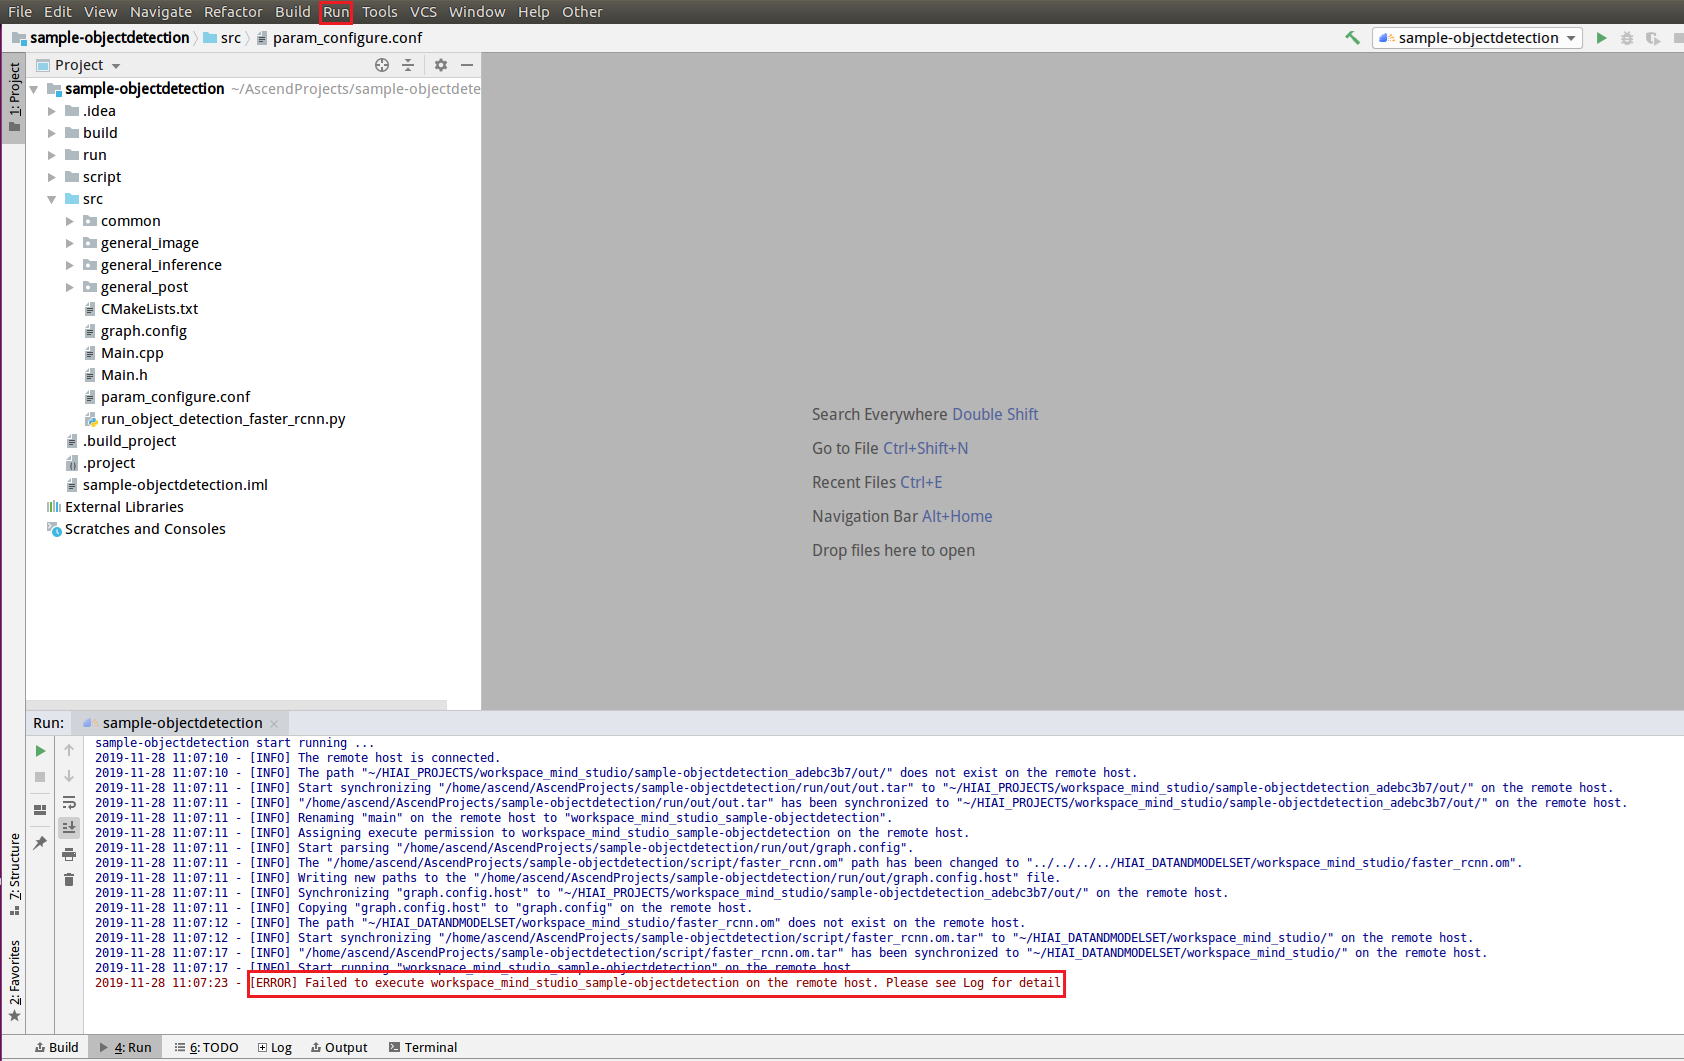 File Edit View Navigate Refactor Build Run Tools VCS Window Help Other
sample-objectdetection src param_configure.conf
sample-objectdetection
1: Project
Project
sample-objectdetection ~/AscendProjects/sample-objectdete
.idea
build
run
script
src
common
general_image
general_inference
general_post
CMakeLists.txt
graph.config
Main.cpp
Main.h
param_configure.conf
run_object_detection_faster_rcnn.py
.build_project
.project
sample-objectdetection.iml
External Libraries
Scratches and Consoles
Search Everywhere Double Shift
Go to File Ctrl+Shift+N
Recent Files Ctrl+E
Navigation Bar Alt+Home
Drop files here to open
Run: sample-objectdetection
sample-objectdetection start running ...
2019-11-28 11:07:10 - [INFO] The remote host is connected.
2019-11-28 11:07:10 - [INFO] The path "~/HIAI_PROJECTS/workspace_mind_studio/sample-objectdetection_adebc3b7/out/" does not exist on the remote host.
2019-11-28 11:07:11 - [INFO] Start synchronizing "/home/ascend/AscendProjects/sample-objectdetection/run/out/out.tar" to "~/HIAI_PROJECTS/workspace_mind_studio/sample-objectdetection_adebc3b7/out/" on the remote host.
2019-11-28 11:07:11 - [INFO] "/home/ascend/AscendProjects/sample-objectdetection/run/out/out.tar" has been synchronized to "~/HIAI_PROJECTS/workspace_mind_studio/sample-objectdetection_adebc3b7/out/" on the remote host.
2019-11-28 11:07:11 - [INFO] Renaming "main" on the remote host to "workspace_mind_studio_sample-objectdetection".
2019-11-28 11:07:11 - [INFO] Assigning execute permission to workspace_mind_studio_sample-objectdetection on the remote host.
2019-11-28 11:07:11 - [INFO] Start parsing "/home/ascend/AscendProjects/sample-objectdetection/run/out/graph.config".
2019-11-28 11:07:11 - [INFO] The "/home/ascend/AscendProjects/sample-objectdetection/script/faster_rcnn.om" path has been changed to "../../../../HIAI_DATANDMODELSET/workspace_mind_studio/faster_rcnn.om".
2019-11-28 11:07:11 - [INFO] Writing new paths to the "/home/ascend/AscendProjects/sample-objectdetection/run/out/graph.config.host" file.
2019-11-28 11:07:11 - [INFO] Synchronizing "graph.config.host" to "~/HIAI_PROJECTS/workspace_mind_studio/sample-objectdetection_adebc3b7/out/" on the remote host.
2019-11-28 11:07:11 - [INFO] Copying "graph.config.host" to "graph.config" on the remote host.
2019-11-28 11:07:12 - [INFO] The path "~/HIAI_DATANDMODELSET/workspace_mind_studio/faster_rcnn.om" does not exist on the remote host.
2019-11-28 11:07:12 - [INFO] Start synchronizing "/home/ascend/AscendProjects/sample-objectdetection/script/faster_rcnn.om.tar" to "~/HIAI_DATANDMODELSET/workspace_mind_studio/" on the remote host.
2019-11-28 11:07:17 - [INFO] "/home/ascend/AscendProjects/sample-objectdetection/script/faster_rcnn.om.tar" has been synchronized to "~/HIAI_DATANDMODELSET/workspace_mind_studio/" on the remote host.
2019-11-28 11:07:17 - [INFO] Start running "workspace_mind_studio_sample-objectdetection" on the remote host.
2019-11-28 11:07:23 - [ERROR] Failed to execute workspace_mind_studio_sample-objectdetection on the remote host. Please see Log for detail
7: Structure
2: Favorites
Build 4: Run 6: TODO Log Output Terminal